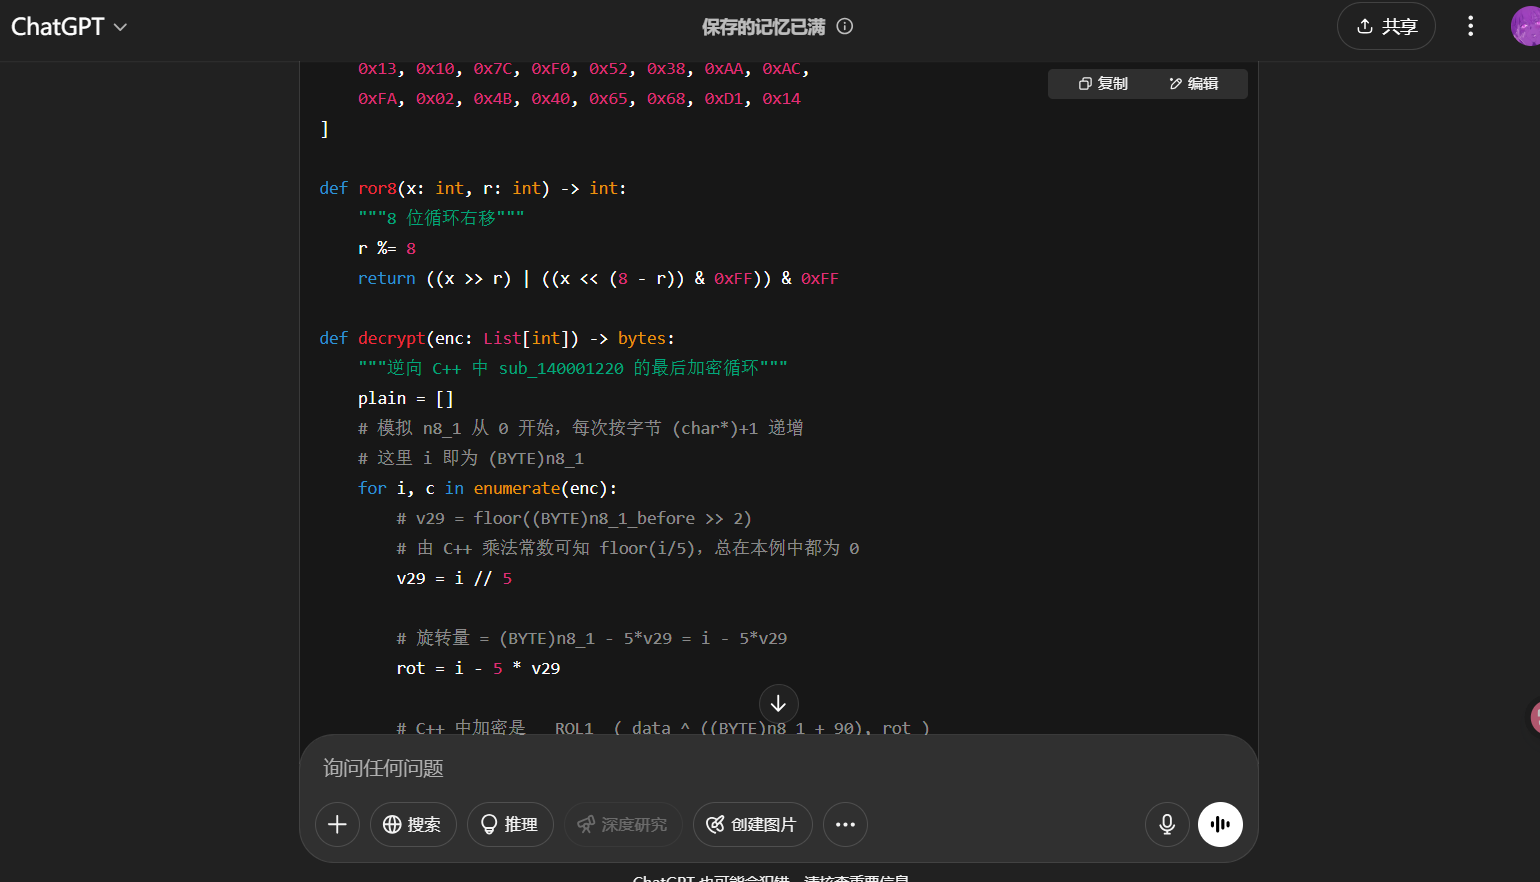 ChatGPT
保存的记忆已满
共享
0x13, 0x10, 0x7C, 0xF0, 0x52, 0x38, 0xAA, 0xAC,
复制 编辑
0xFA, 0x02, 0x4B, 0x40, 0x65, 0x68, 0xD1, 0x14
]
def ror8(x: int, r: int) -> int:
"""8 位循环右移"""
r %= 8
return ((x >> r) | ((x << (8 - r)) & 0xFF)) & 0xFF
def decrypt(enc: List[int]) -> bytes:
"""逆向 C++ 中 sub_140001220 的最后加密循环"""
plain = []
# 模拟 n8_1 从 0 开始，每次按字节 (char*)+1 递增
# 这里 i 即为 (BYTE)n8_1
for i, c in enumerate(enc):
# v29 = floor((BYTE)n8_1_before >> 2)
# 由 C++ 乘法常数可知 floor(i/5)，总在本例中都为 0
v29 = i // 5
# 旋转量 = (BYTE)n8_1 - 5*v29 = i - 5*v29
rot = i - 5 * v29
# C++ 中加密是 __ROL1__( data ^ ((BYTE)n8_1 + 90), rot )
询问任何问题
搜索 推理 深度研究 创建图片
ChatGPT 也可能会犯错。请核查重要信息。